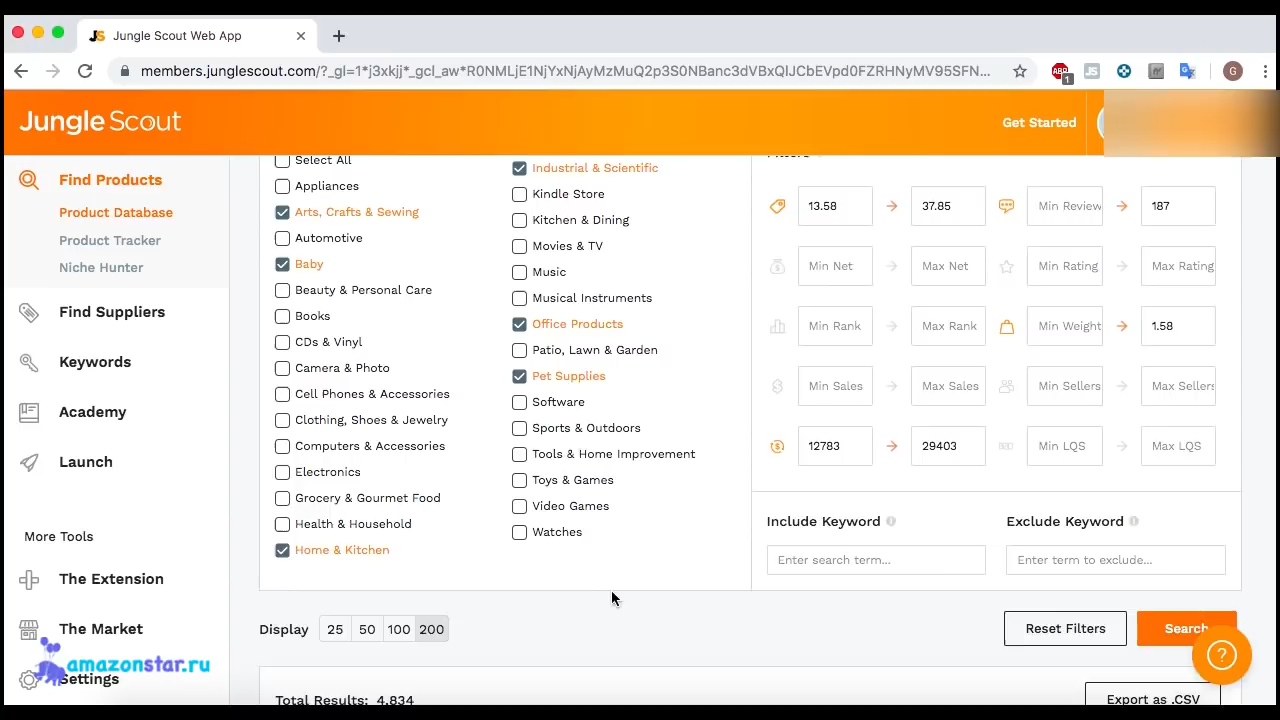 Jungle Scout Web App
members.junglescout.com/?_gl=1*j3xkjj*_gcl_aw*R0NMLjE1NjYxNjAyMzMuQ2p3S0NBanc3dVBxQlJCbEVpd0FZRHNyMV95SFN...
ABP
1
JS
G
Jungle Scout
Get Started
Find Products
Product Database
Product Tracker
Niche Hunter
Find Suppliers
Keywords
Academy
Launch
More Tools
The Extension
The Market
Settings
amazonstar.ru
Select All
Appliances
Arts, Crafts & Sewing
Automotive
Baby
Beauty & Personal Care
Books
CDs & Vinyl
Camera & Photo
Cell Phones & Accessories
Clothing, Shoes & Jewelry
Computers & Accessories
Electronics
Grocery & Gourmet Food
Health & Household
Home & Kitchen
Industrial & Scientific
Kindle Store
Kitchen & Dining
Movies & TV
Music
Musical Instruments
Office Products
Patio, Lawn & Garden
Pet Supplies
Software
Sports & Outdoors
Tools & Home Improvement
Toys & Games
Video Games
Watches
13.58 37.85 Min Review 187
Min Net Max Net Min Rating Max Rating
Min Rank Max Rank Min Weight 1.58
Min Sales Max Sales Min Sellers Max Sellers
12783 29403 Min LQS Max LQS
Include Keyword Exclude Keyword
Enter search term... Enter term to exclude...
Display 25 50 100 200
Reset Filters Search
?
Total Results: 4,834
Export as .CSV